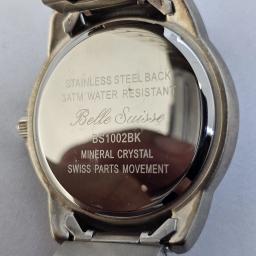 STAINLESS STEEL BACK
3ATM WATER RESISTANT
Belle Suisse
BS1002BK
MINERAL CRYSTAL
SWISS PARTS MOVEMENT